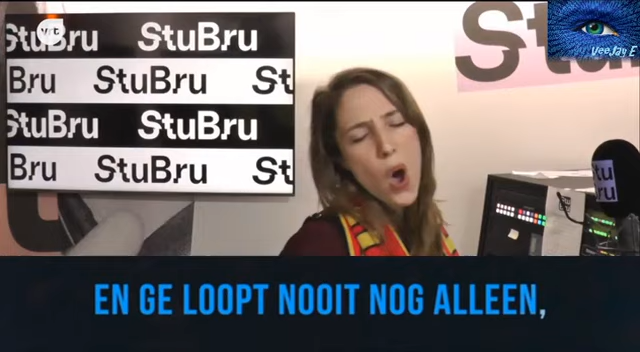 vrt
StuBru StuBru
Bru StuBru St
StuBru StuBru
Bru StuBru St
Stu
VeeJay E
Stu
bru
EN GE LOOPT NOOIT NOG ALLEEN,